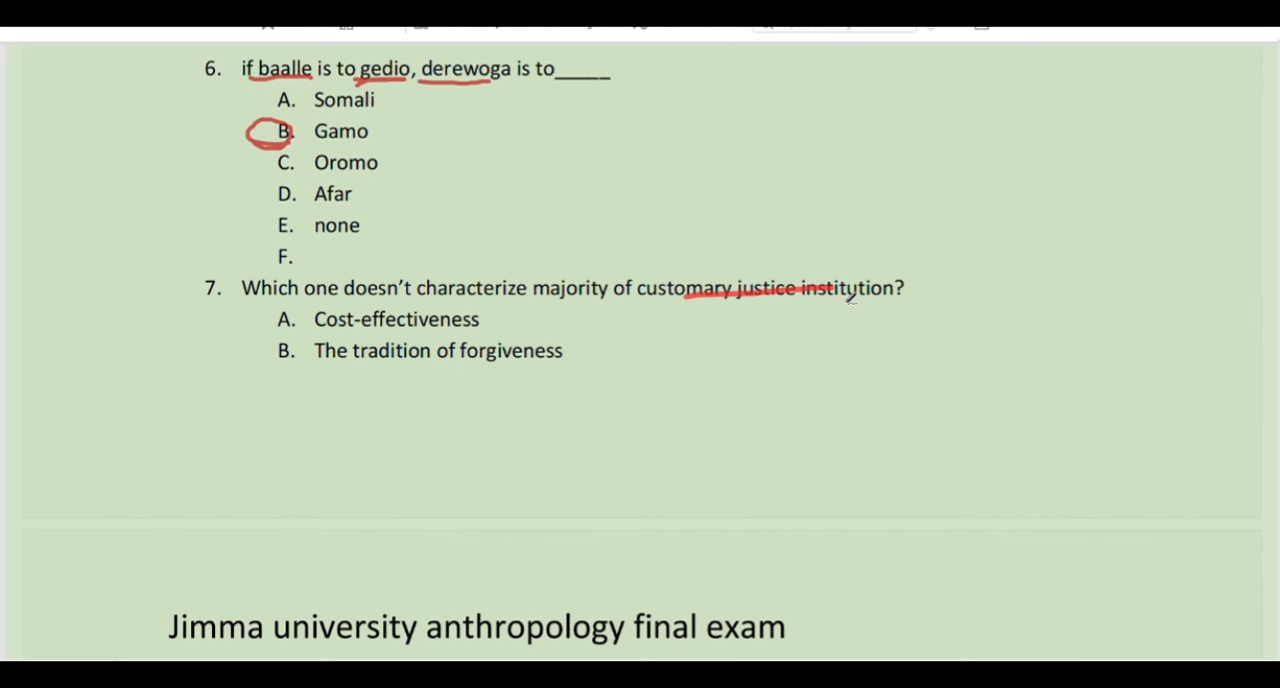 6. if baalle is to gedio, derewoga is to_____
A. Somali
B. Gamo
C. Oromo
D. Afar
E. none
F.
7. Which one doesn't characterize majority of customary justice institution?
A. Cost-effectiveness
B. The tradition of forgiveness
Jimma university anthropology final exam